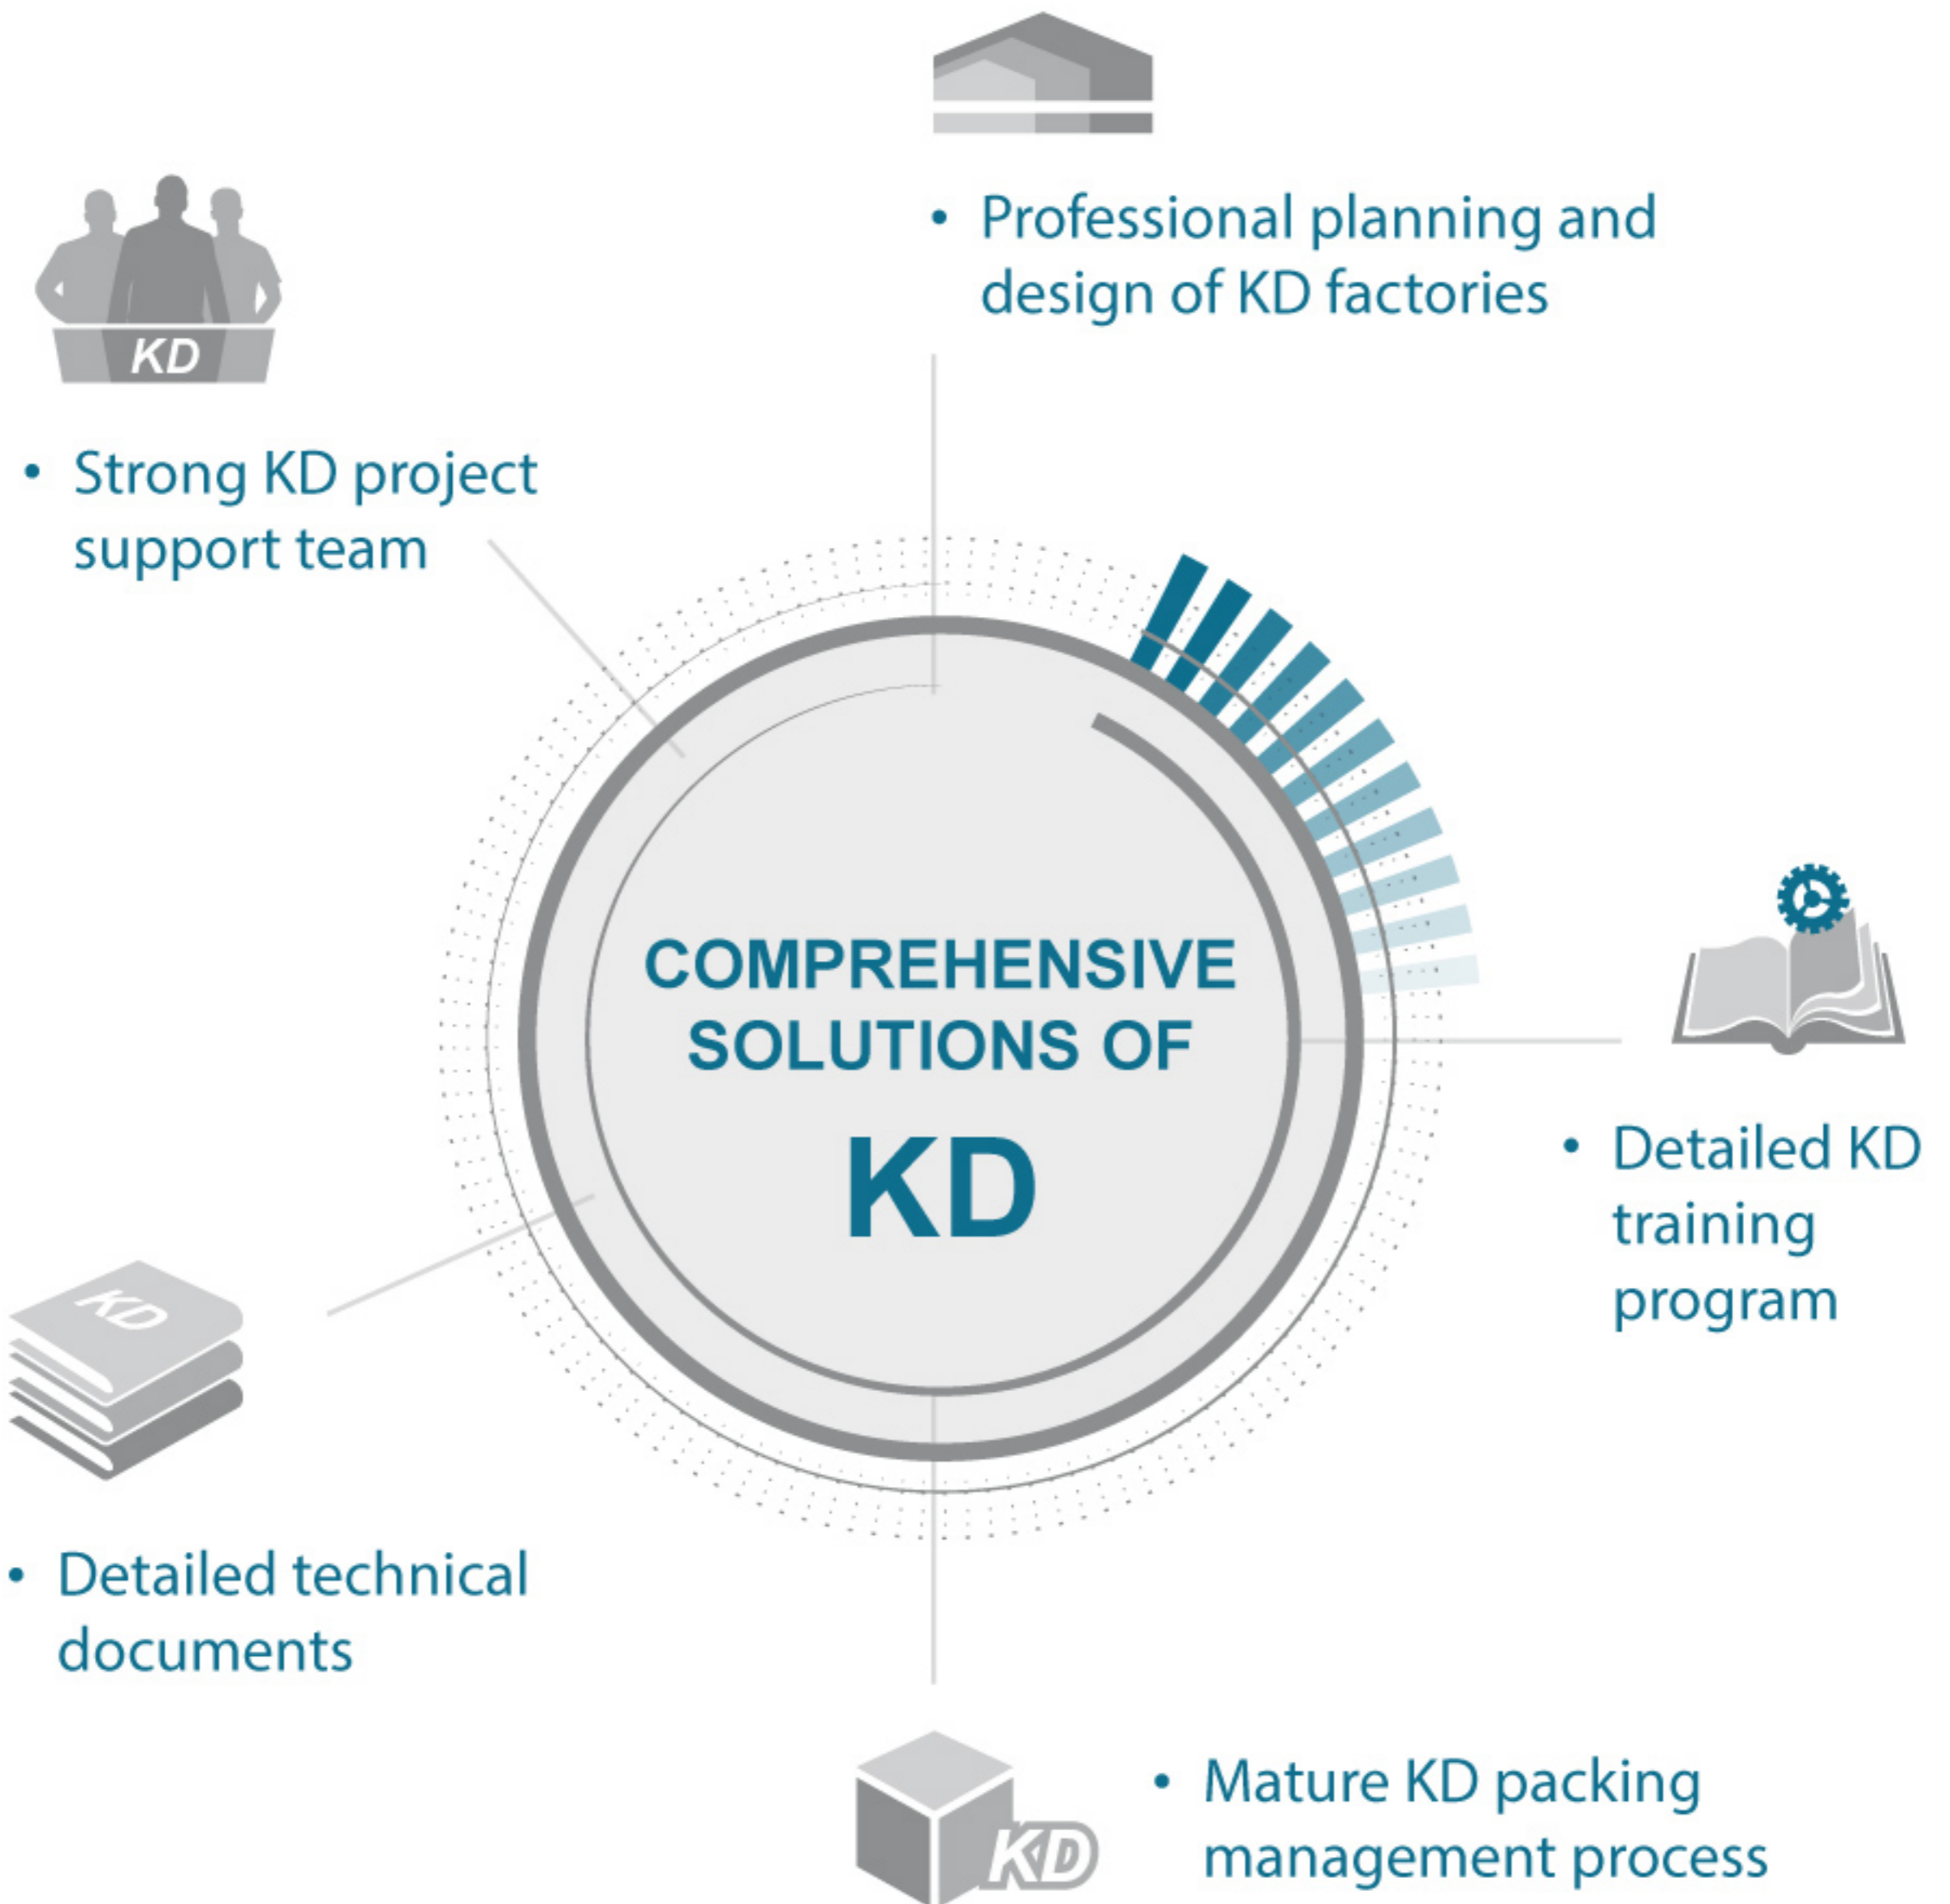 • Professional planning and
design of KD factories
KD
• Strong KD project
support team
COMPREHENSIVE
SOLUTIONS OF
KD
• Detailed KD
training
program
KD
• Detailed technical
documents
KD
• Mature KD packing
management process